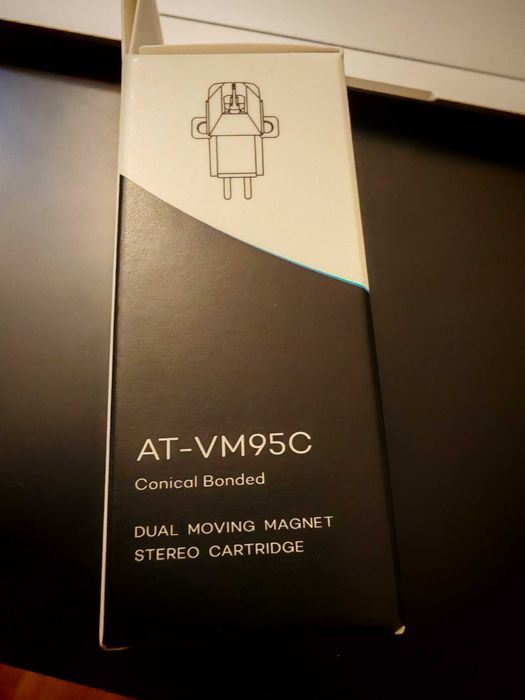 AT-VM95C
Conical Bonded
DUAL MOVING MAGNET
STEREO CARTRIDGE